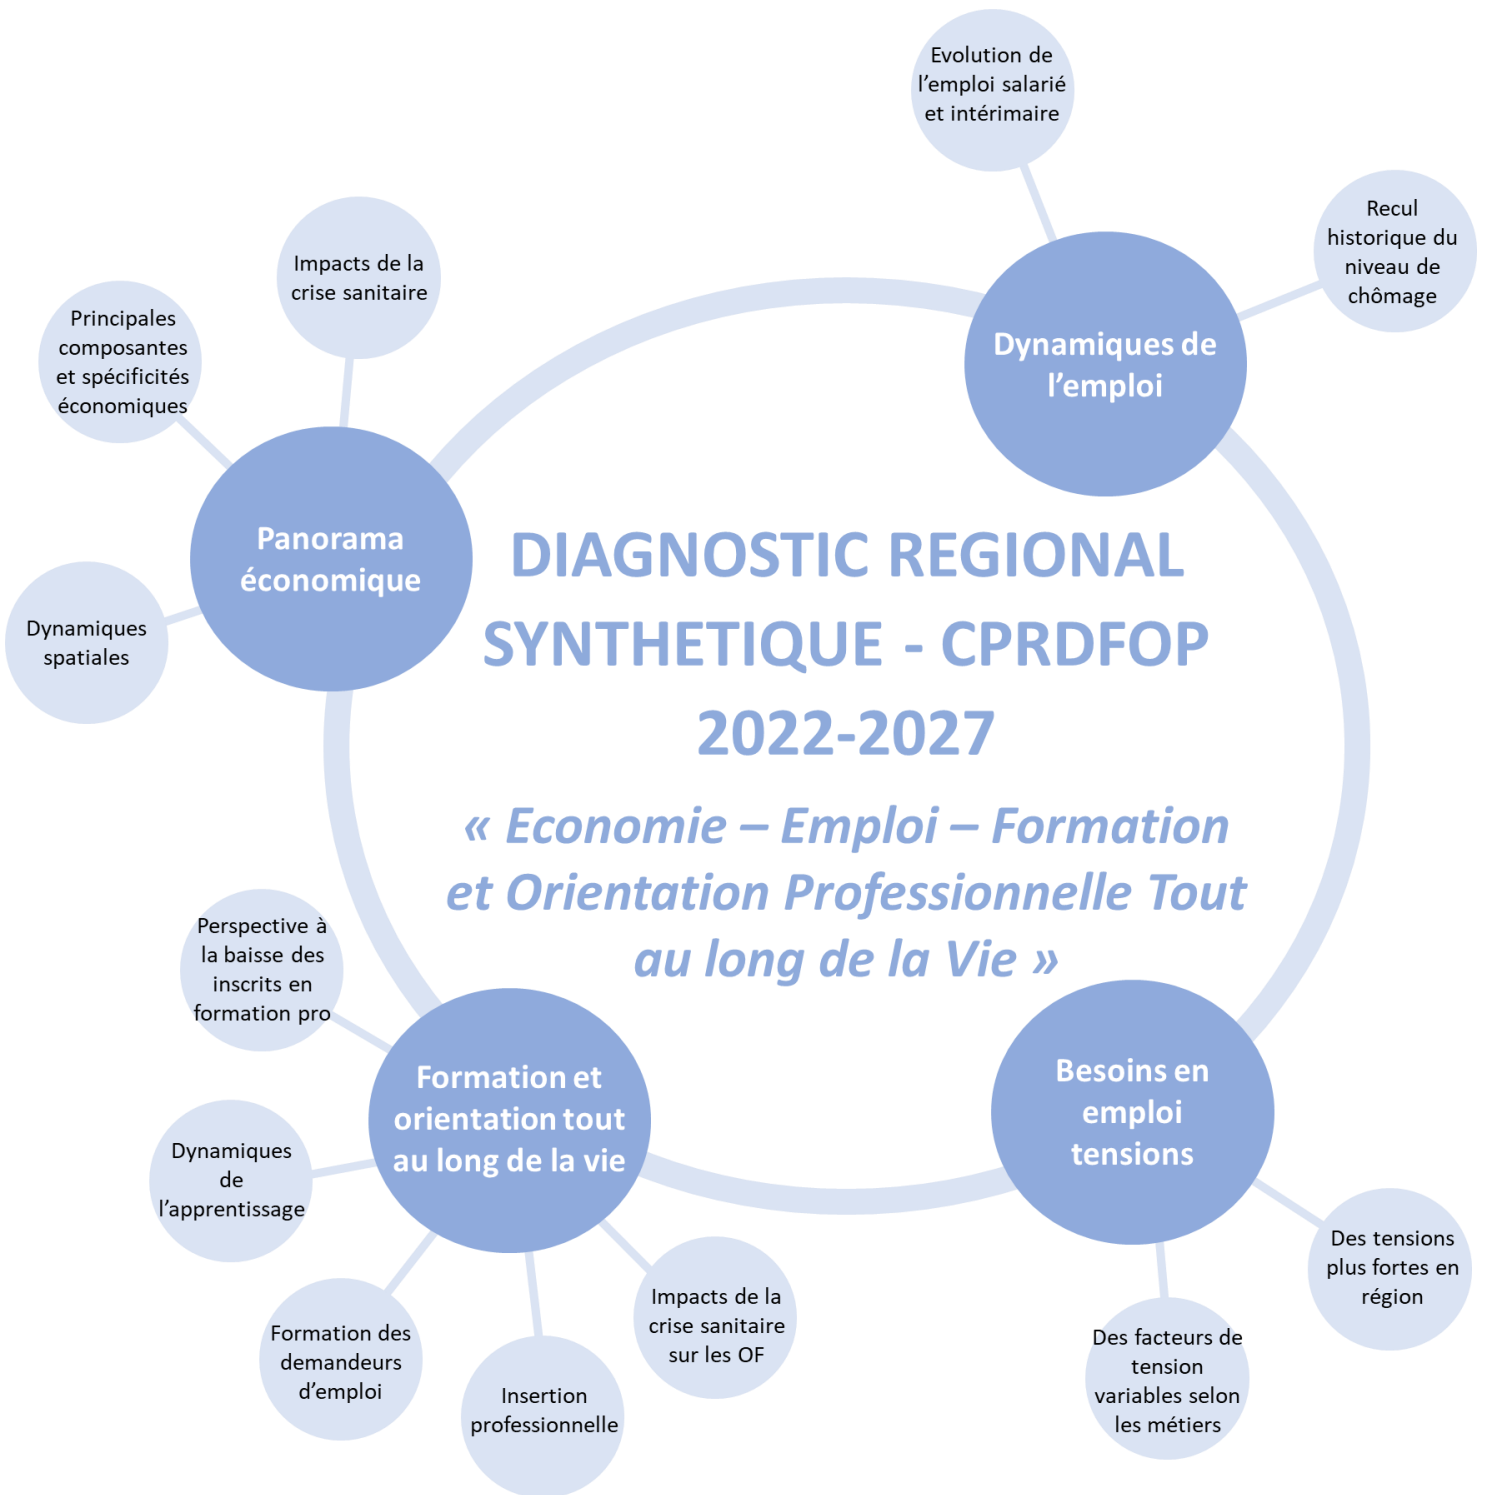 Evolution de
l'emploi salarié
et intérimaire
Recul
historique du
niveau de
chômage
Dynamiques de
l'emploi
Impacts de la
crise sanitaire
Principales
composantes
et spécificités
économiques
Panorama
économique
Dynamiques
spatiales
DIAGNOSTIC REGIONAL
SYNTHETIQUE - CPRDFOP
2022-2027
« Economie – Emploi – Formation
et Orientation Professionnelle Tout
au long de la Vie »
Perspective à
la baisse des
inscrits en
formation pro
Formation et
orientation tout
au long de la vie
Dynamiques
de
l'apprentissage
Formation des
demandeurs
d'emploi
Insertion
professionnelle
Impacts de la
crise sanitaire
sur les OF
Besoins en
emploi
tensions
Des tensions
plus fortes en
région
Des facteurs de
tension
variables selon
les métiers